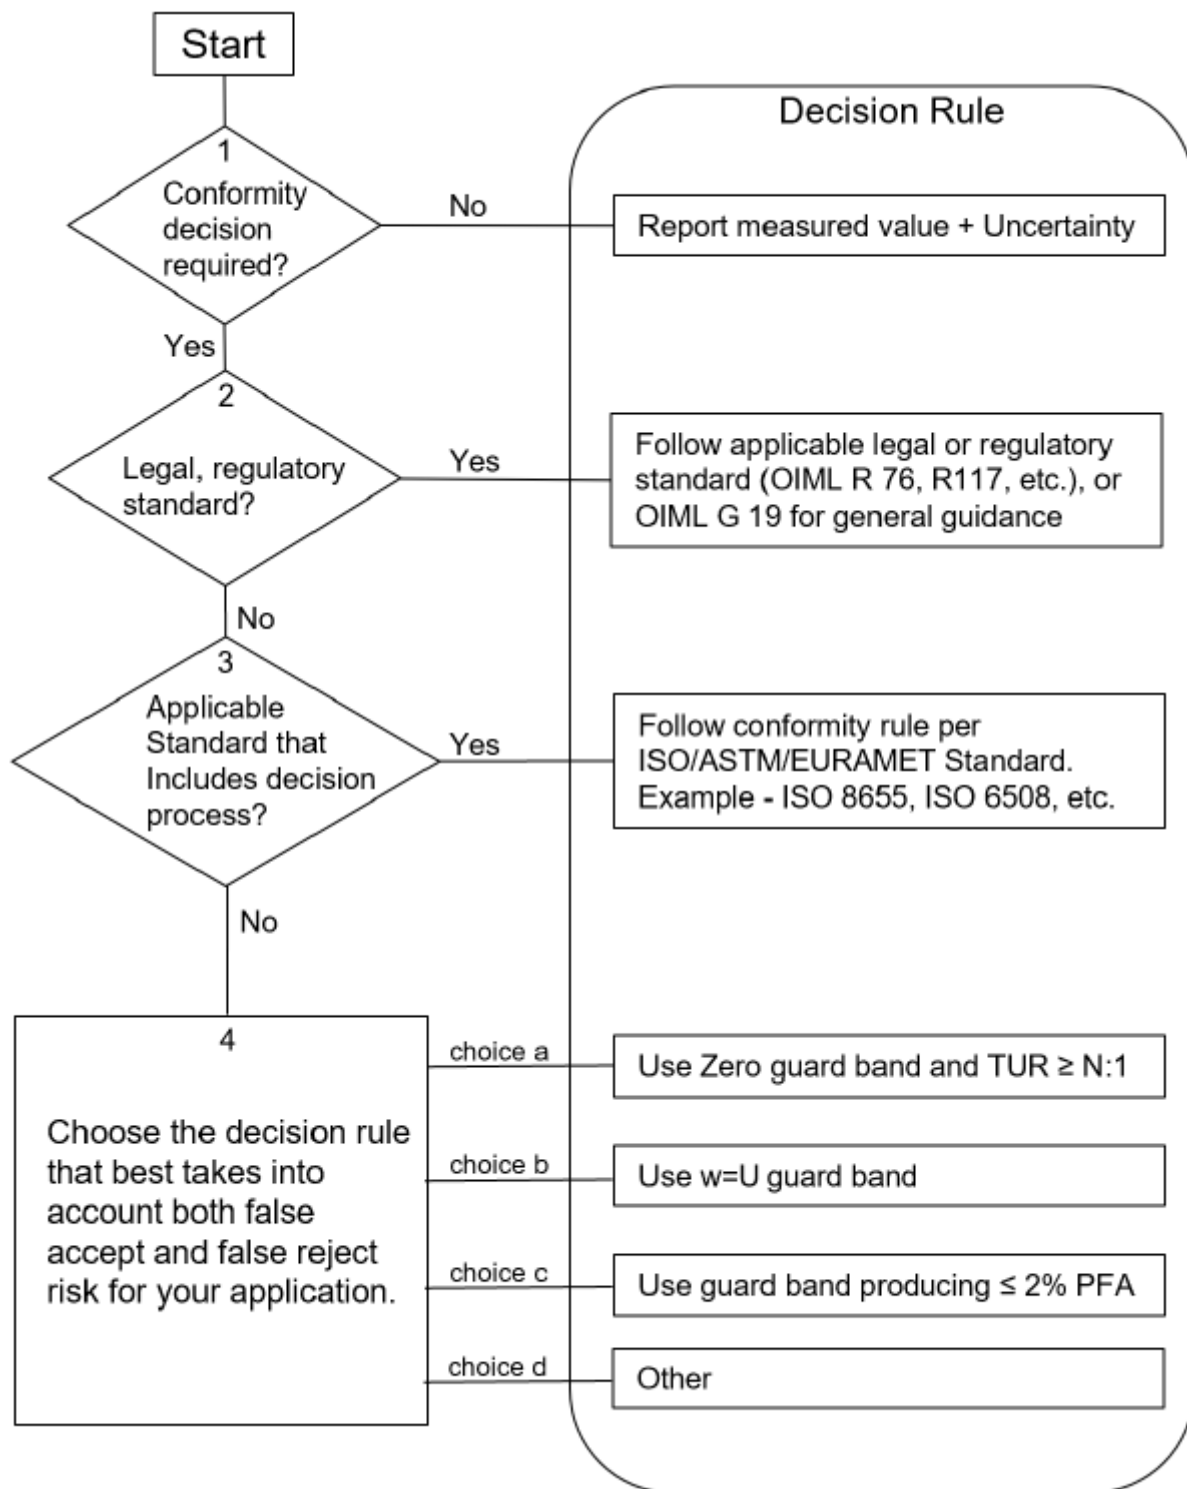 Start
Decision Rule
1
Conformity
decision
required?
No
Report measured value + Uncertainty
Yes
2
Legal, regulatory
standard?
Yes
Follow applicable legal or regulatory
standard (OIML R 76, R117, etc.), or
OIML G 19 for general guidance
No
3
Applicable
Standard that
Includes decision
process?
Yes
Follow conformity rule per
ISO/ASTM/EURAMET Standard.
Example - ISO 8655, ISO 6508, etc.
No
4
Choose the decision rule
that best takes into
account both false
accept and false reject
risk for your application.
choice a
Use Zero guard band and TUR ≥ N:1
choice b
Use w=U guard band
choice c
Use guard band producing ≤ 2% PFA
choice d
Other